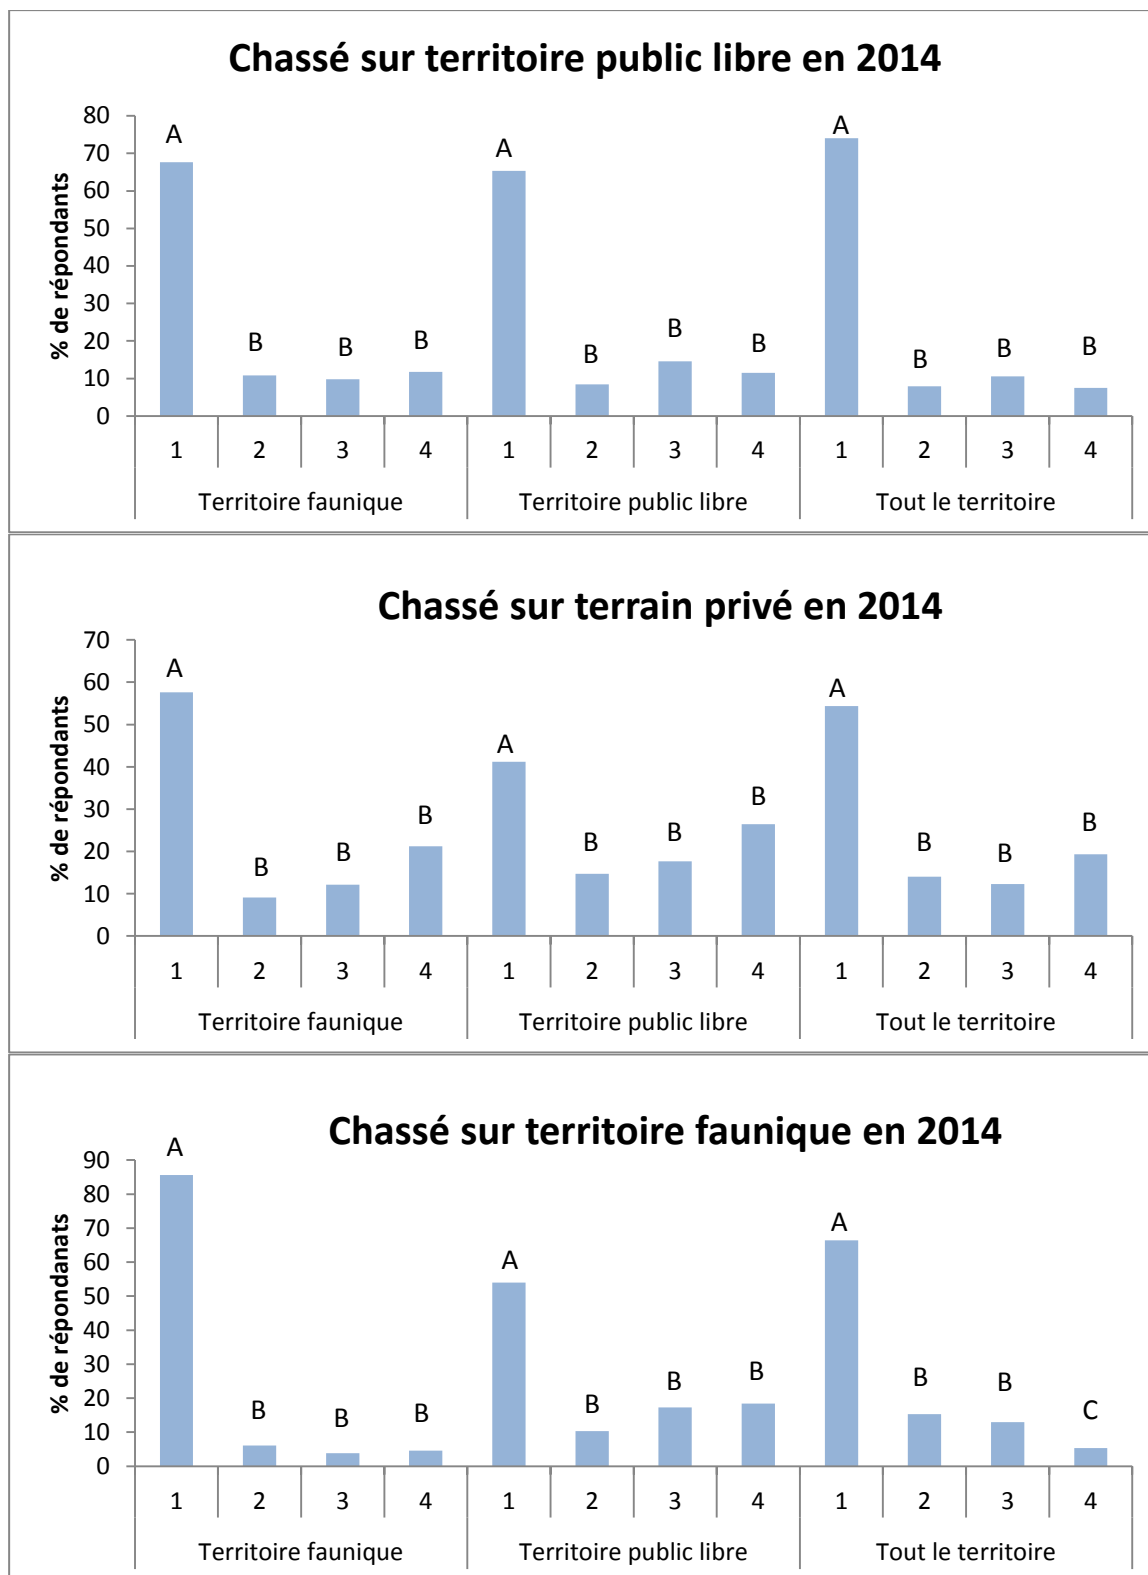 Chassé sur territoire public libre en 2014
% de répondants
80
70
60
50
40
30
20
10
0
A
B
B
B
A
B
B
B
A
B
B
B
1 2 3 4 1 2 3 4 1 2 3 4
Territoire faunique Territoire public libre Tout le territoire
Chassé sur terrain privé en 2014
% de répondants
70
60
50
40
30
20
10
0
A
B
B
B
A
B
B
B
A
B
B
B
1 2 3 4 1 2 3 4 1 2 3 4
Territoire faunique Territoire public libre Tout le territoire
Chassé sur territoire faunique en 2014
% de répondanats
90
80
70
60
50
40
30
20
10
0
A
B
B
B
A
B
B
B
A
B
B
C
1 2 3 4 1 2 3 4 1 2 3 4
Territoire faunique Territoire public libre Tout le territoire